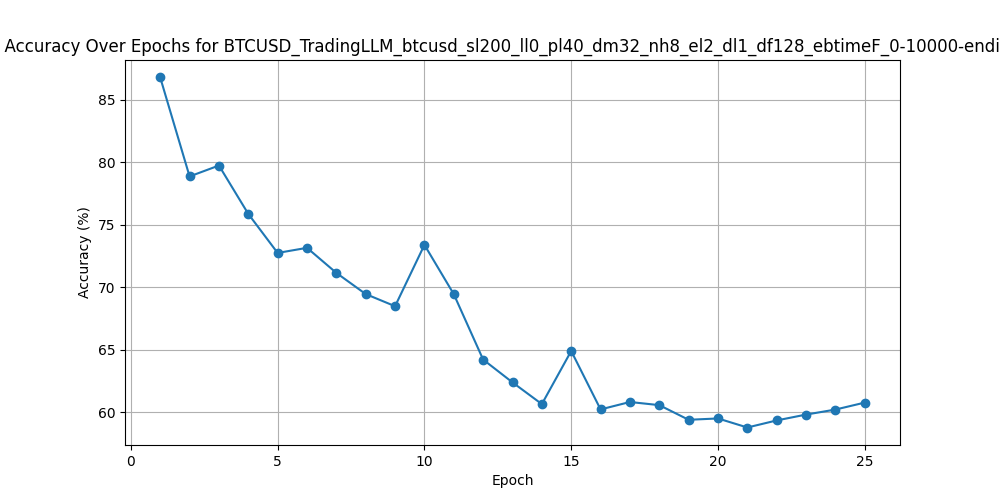 Accuracy Over Epochs for BTCUSD_TradingLLM_btcusd_sl200_ll0_pl40_dm32_nh8_el2_dl1_df128_ebtimeF_0-10000-endi
85
80
75
70
65
60
Accuracy (%)
0 5 10 15 20 25
Epoch